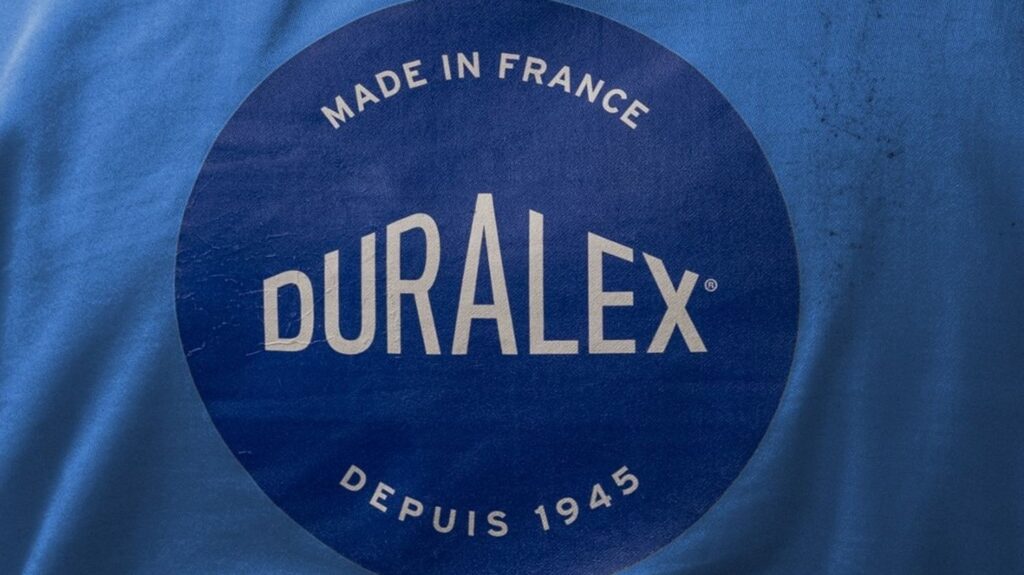 MADE IN FRANCE
DURALEX®
DEPUIS 1945